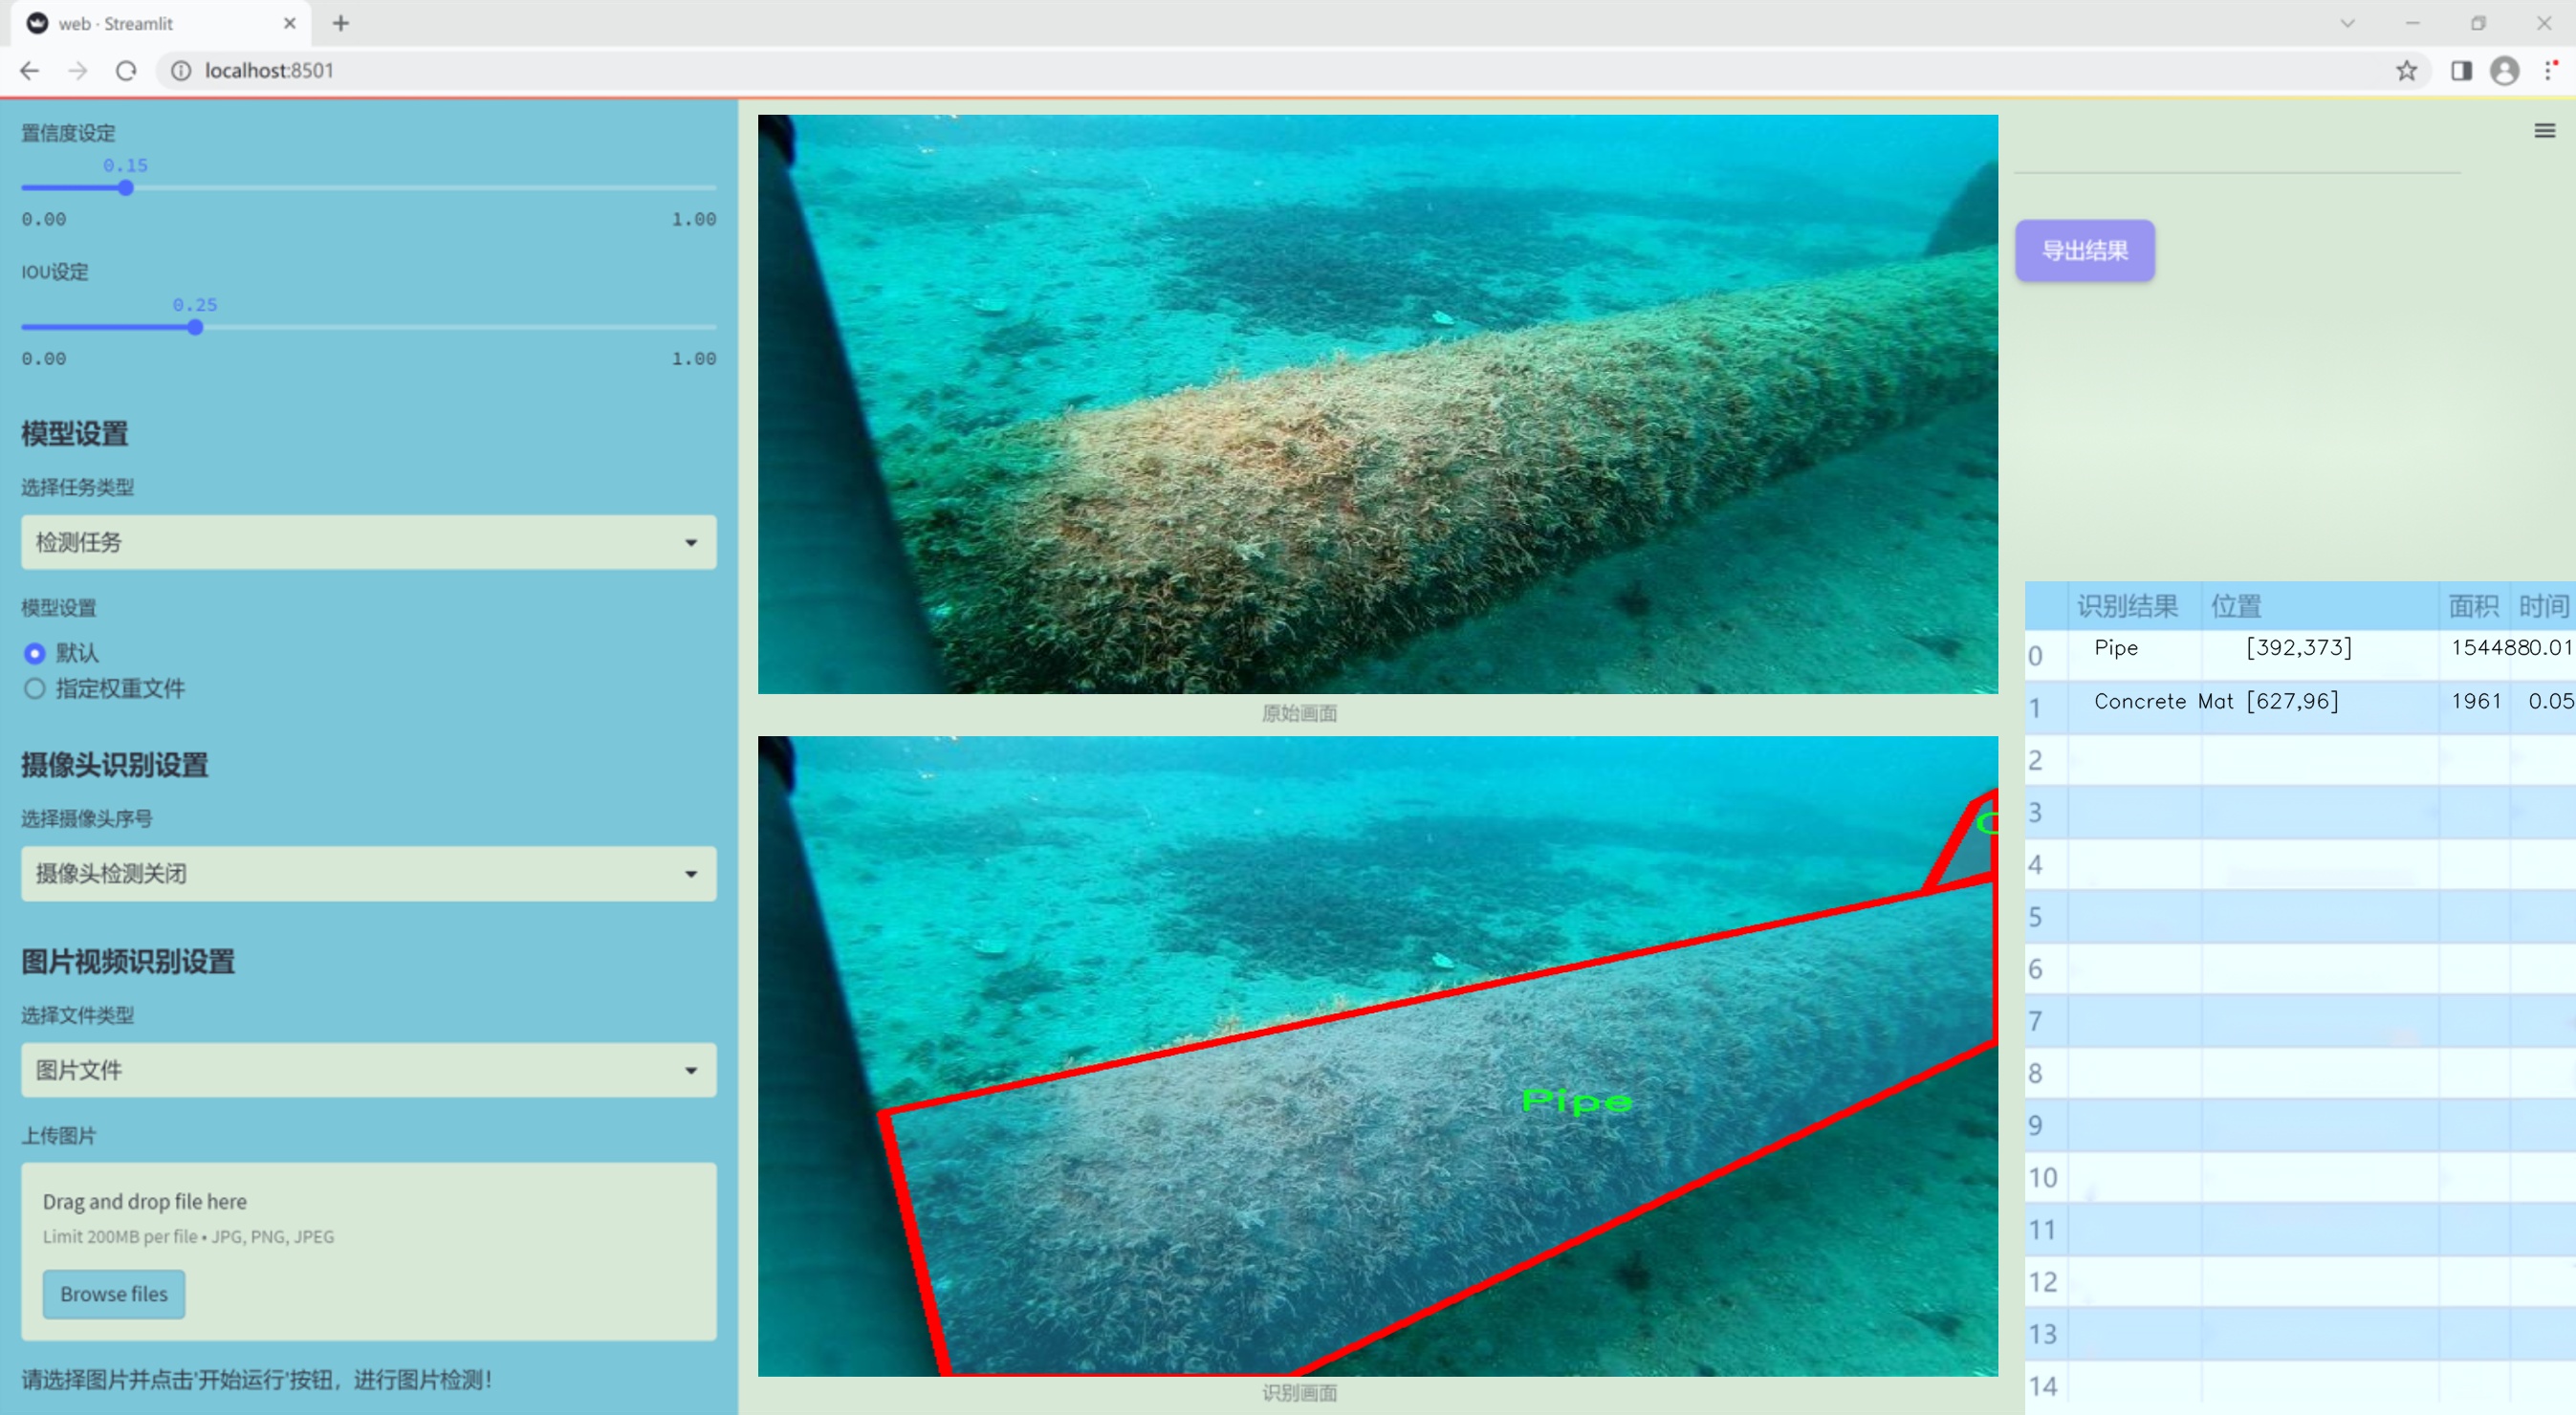 web · Streamlit
localhost:8501
置信度设定
0.15
0.00 1.00
IOU设定
0.25
0.00 1.00
模型设置
选择任务类型
检测任务
模型设置
默认
指定权重文件
摄像头识别设置
选择摄像头序号
摄像头检测关闭
图片视频识别设置
选择文件类型
图片文件
上传图片
Drag and drop file here
Limit 200MB per file • JPG, PNG, JPEG
Browse files
请选择图片并点击'开始运行'按钮，进行图片检测！
原始画面
C
Pipe
识别画面
导出结果
识别结果 位置 面积 时间
0 Pipe [392,373] 1544880.01
1 Concrete Mat [627,96] 1961 0.05
2
3
4
5
6
7
8
9
10
11
12
13
14